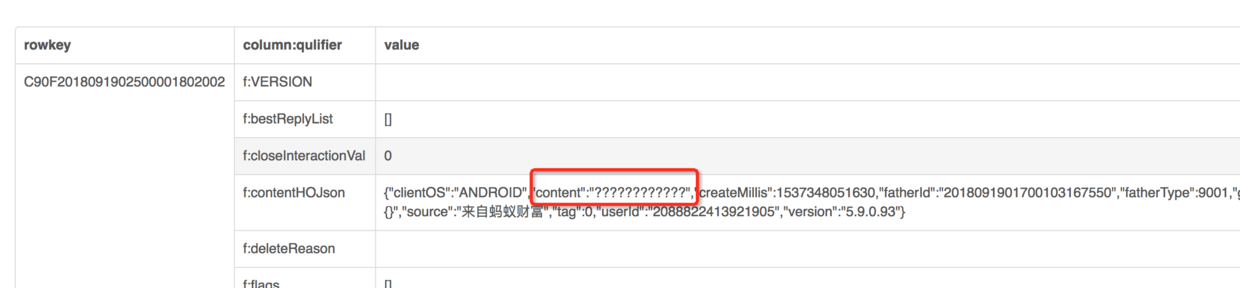 rowkey column:qulifier value
C90F2018091902500001802002 f:VERSION
f:bestReplyList []
f:closeInteractionVal 0
f:contentHOJson {"clientOS":"ANDROID","content":"????????????","createMillis":1537348051630,"fatherId":"2018091901700103167550","fatherType":9001,"g
{}","source":"来自蚂蚁财富","tag":0,"userId":"2088822413921905","version":"5.9.0.93"}
f:deleteReason
f:flags []